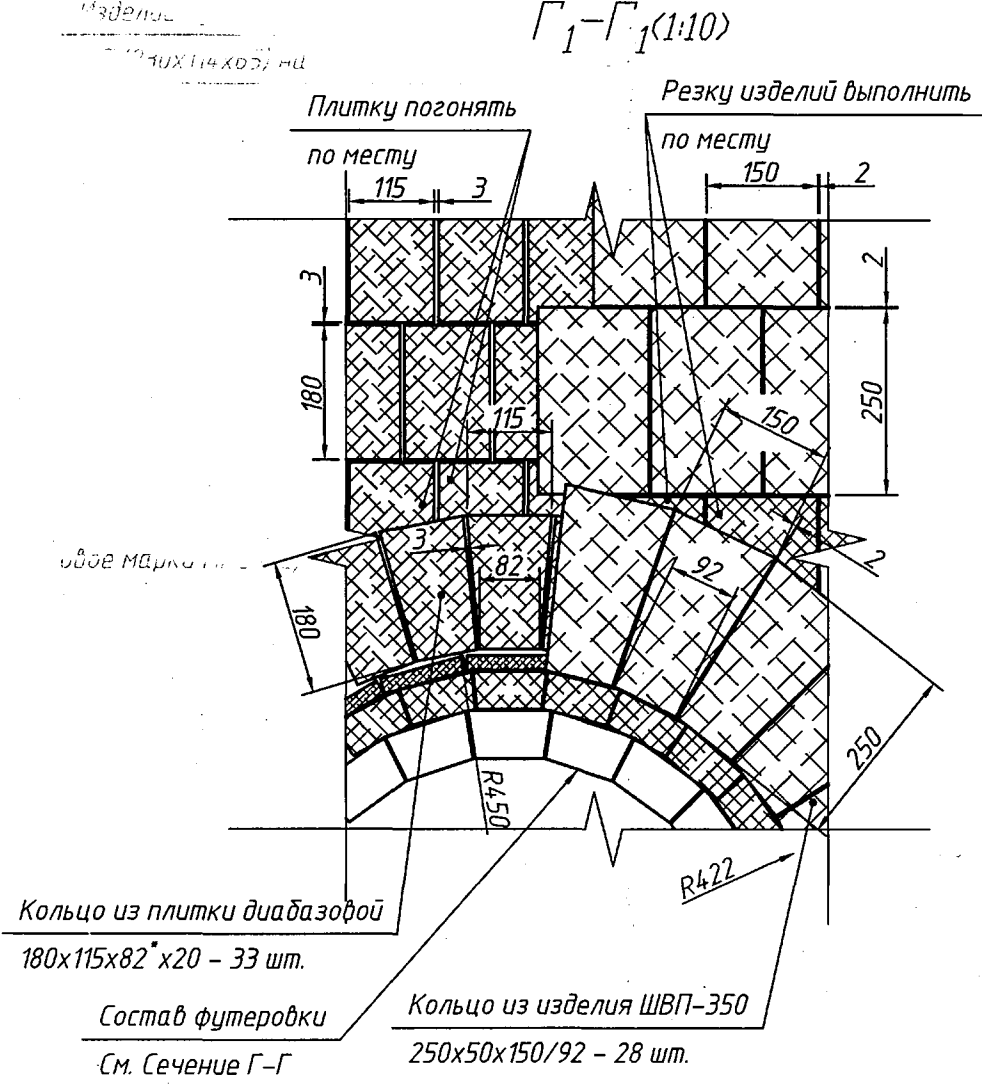 Г1-Г1(1:10)
Плитку погонять
по месту
Резку изделий выполнить
по месту
115
3
150
2
3
2
180
250
115
150
3
82
92
2
180
250
R450
R422
Кольцо из плитки диабазовой
180х115х82*х20 - 33 шт.
Состав футеровки
См. Сечение Г-Г
Кольцо из изделия ШВП-350
250х50х150/92 - 28 шт.